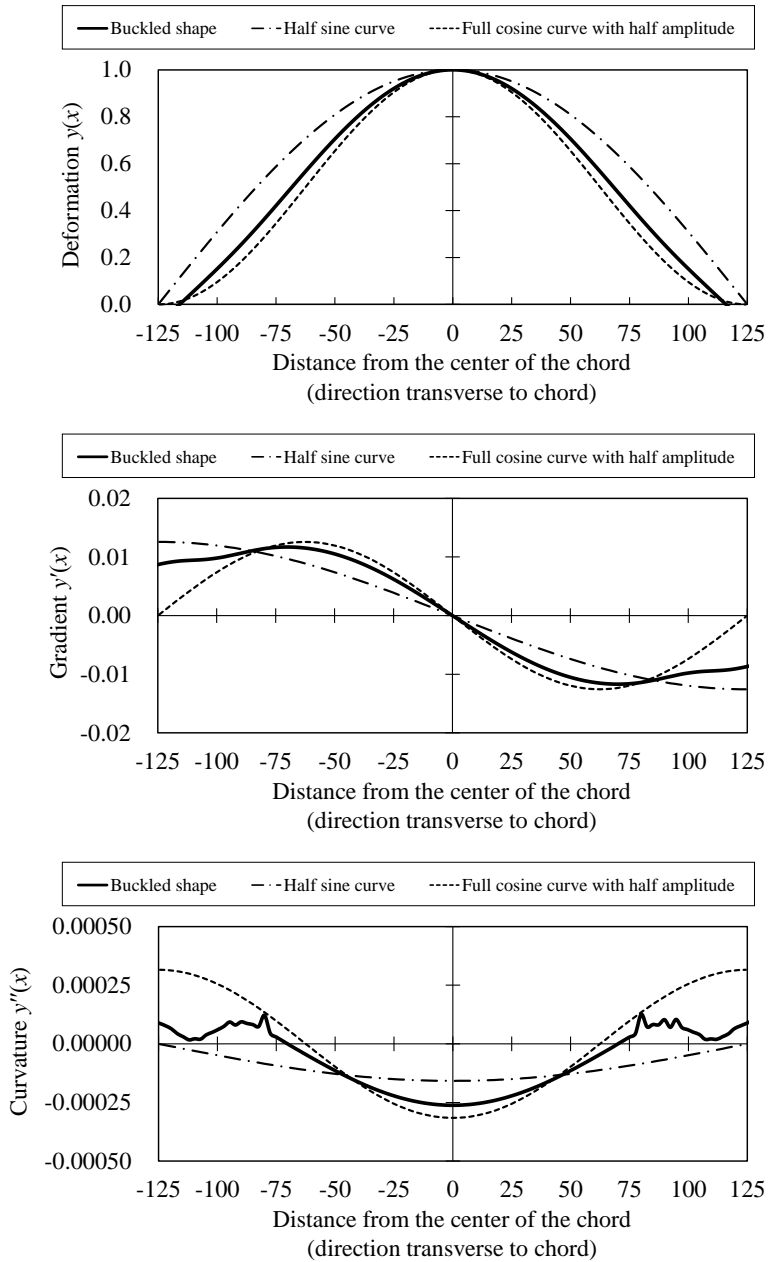 Buckled shape Half sine curve Full cosine curve with half amplitude
1.0
0.8
0.6
0.4
0.2
0.0
Deformation y(x)
-125 -100 -75 -50 -25 0 25 50 75 100 125
Distance from the center of the chord
(direction transverse to chord)
Buckled shape Half sine curve Full cosine curve with half amplitude
0.02
0.01
0.00
-0.01
-0.02
Gradient y'(x)
-125 -100 -75 -50 -25 0 25 50 75 100 125
Distance from the center of the chord
(direction transverse to chord)
Buckled shape Half sine curve Full cosine curve with half amplitude
0.00050
0.00025
0.00000
-0.00025
-0.00050
Curvature y''(x)
-125 -100 -75 -50 -25 0 25 50 75 100 125
Distance from the center of the chord
(direction transverse to chord)